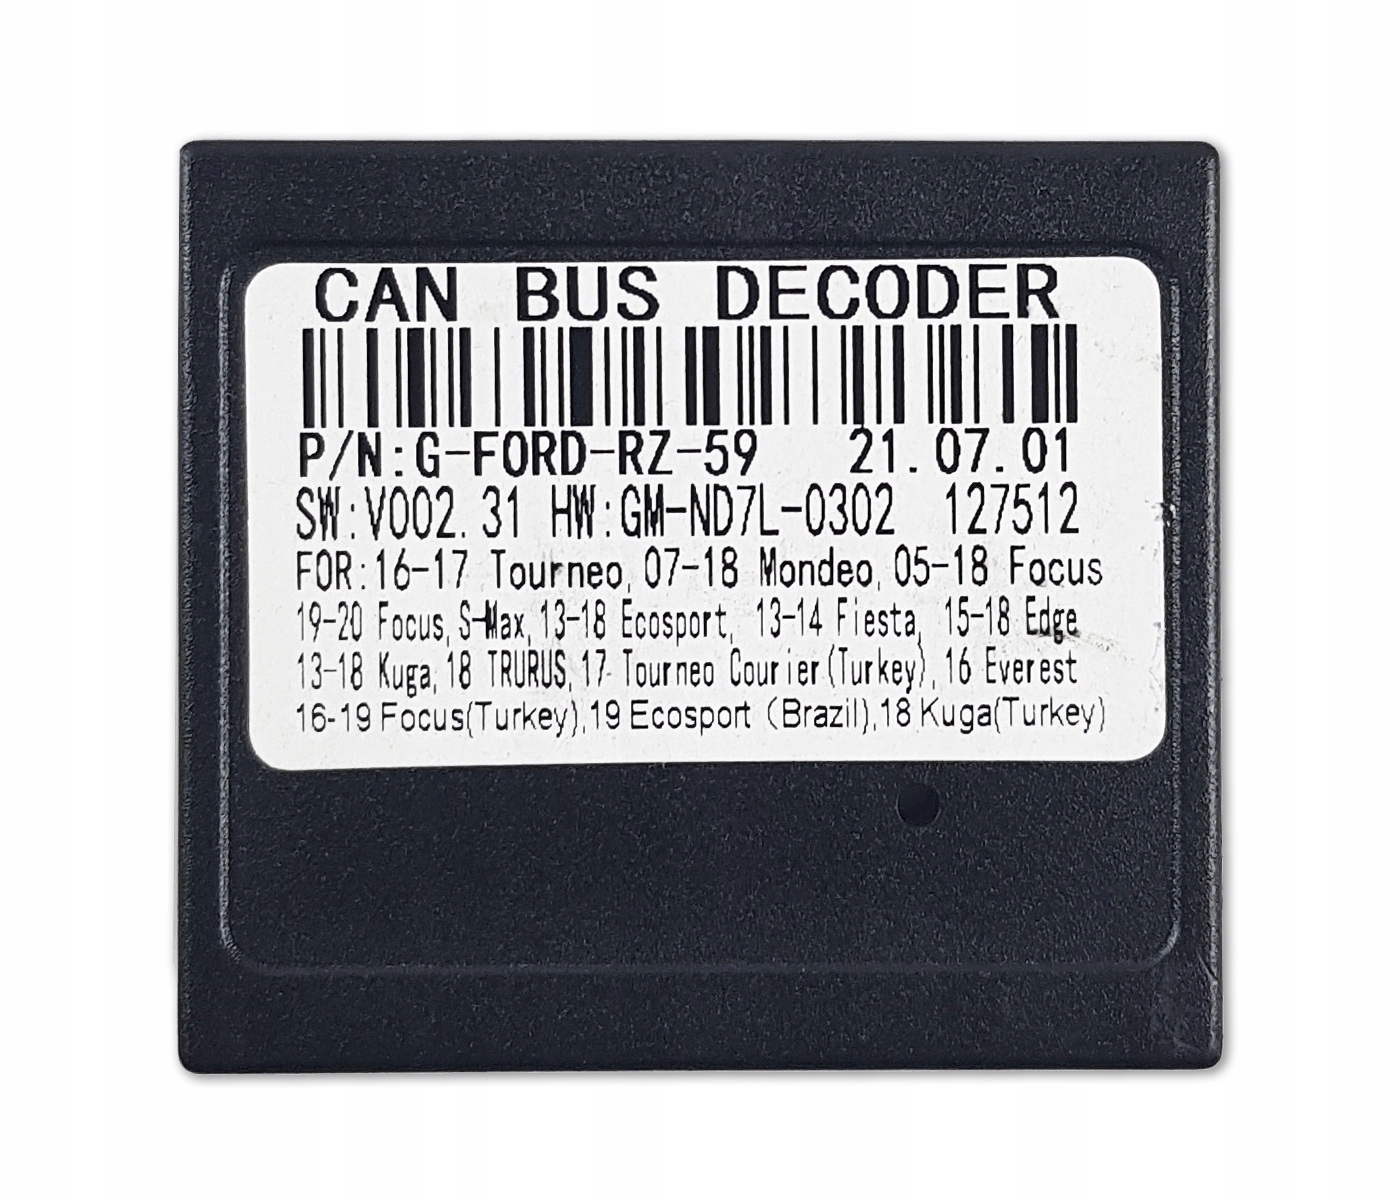 CAN BUS DECODER
P/N:G-FORD-RZ-59 21.07.01
SW:V002.31 HW:GM-ND7L-0302 127512
FOR:16-17 Tourneo, 07-18 Mondeo, 05-18 Focus
19-20 Focus, S-Max, 13-18 Ecosport, 13-14 Fiesta, 15-18 Edge
13-18 Kuga, 18 TRURUS, 17- Tourneo Courier(Turkey), 16 Everest
16-19 Focus(Turkey),19 Ecosport (Brazil),18 Kuga(Turkey)